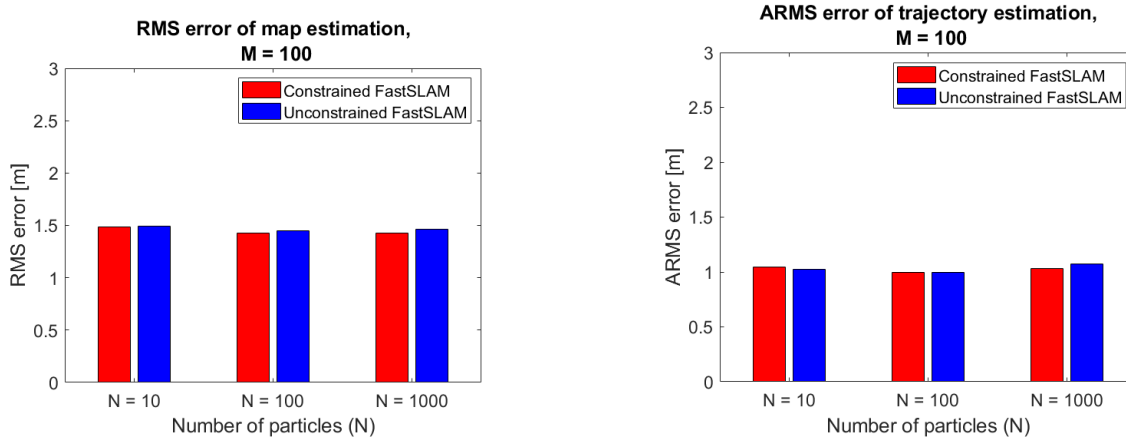 RMS error of map estimation,
M = 100
3
2.5
2
1.5
1
0.5
0
RMS error [m]
Constrained FastSLAM
Unconstrained FastSLAM
N = 10
N = 100
N = 1000
Number of particles (N)
ARMS error of trajectory estimation,
M = 100
3
2.5
2
1.5
1
0.5
0
ARMS error [m]
Constrained FastSLAM
Unconstrained FastSLAM
N = 10
N = 100
N = 1000
Number of particles (N)